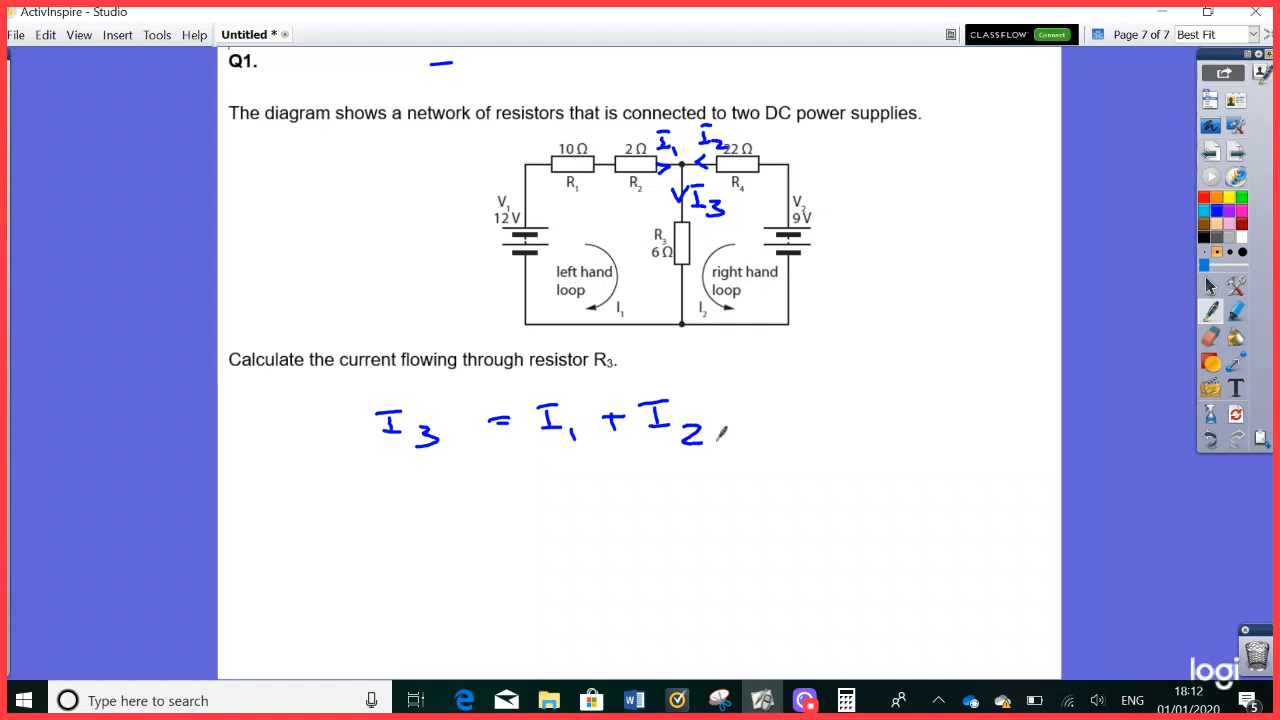 ActivInspire - Studio
File Edit View Insert Tools Help Untitled * CLASSFLOW Connect Page 7 of 7 Best Fit
Q1.
The diagram shows a network of resistors that is connected to two DC power supplies.
I1 I2
10 Ω 2 Ω 22 Ω
R1 R2 R4
I3
V1 V2
12 V 9 V
R3
6 Ω
left hand right hand
loop loop
I1 I2
Calculate the current flowing through resistor R3.
I3 = I1 + I2
logi
Type here to search ENG 18:12
01/01/2020 5